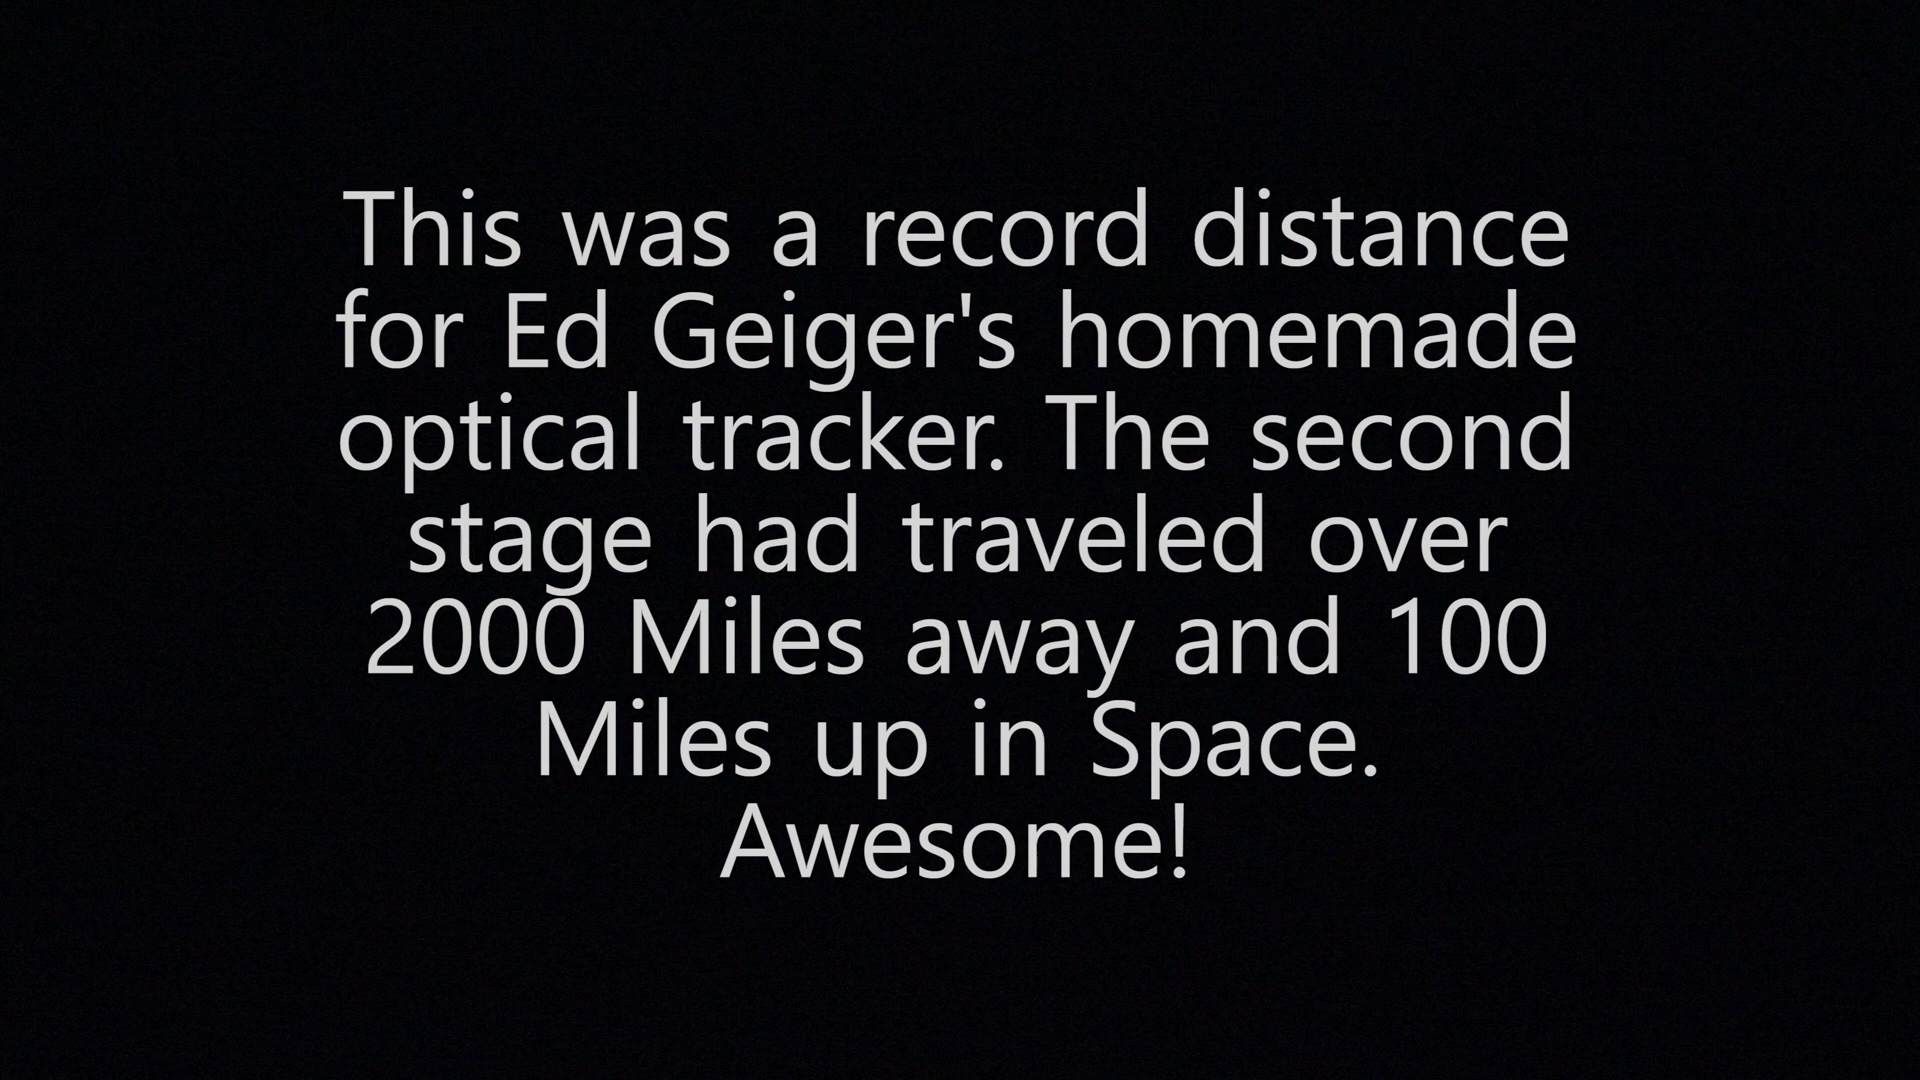 This was a record distance
for Ed Geiger's homemade
optical tracker. The second
stage had traveled over
2000 Miles away and 100
Miles up in Space.
Awesome!